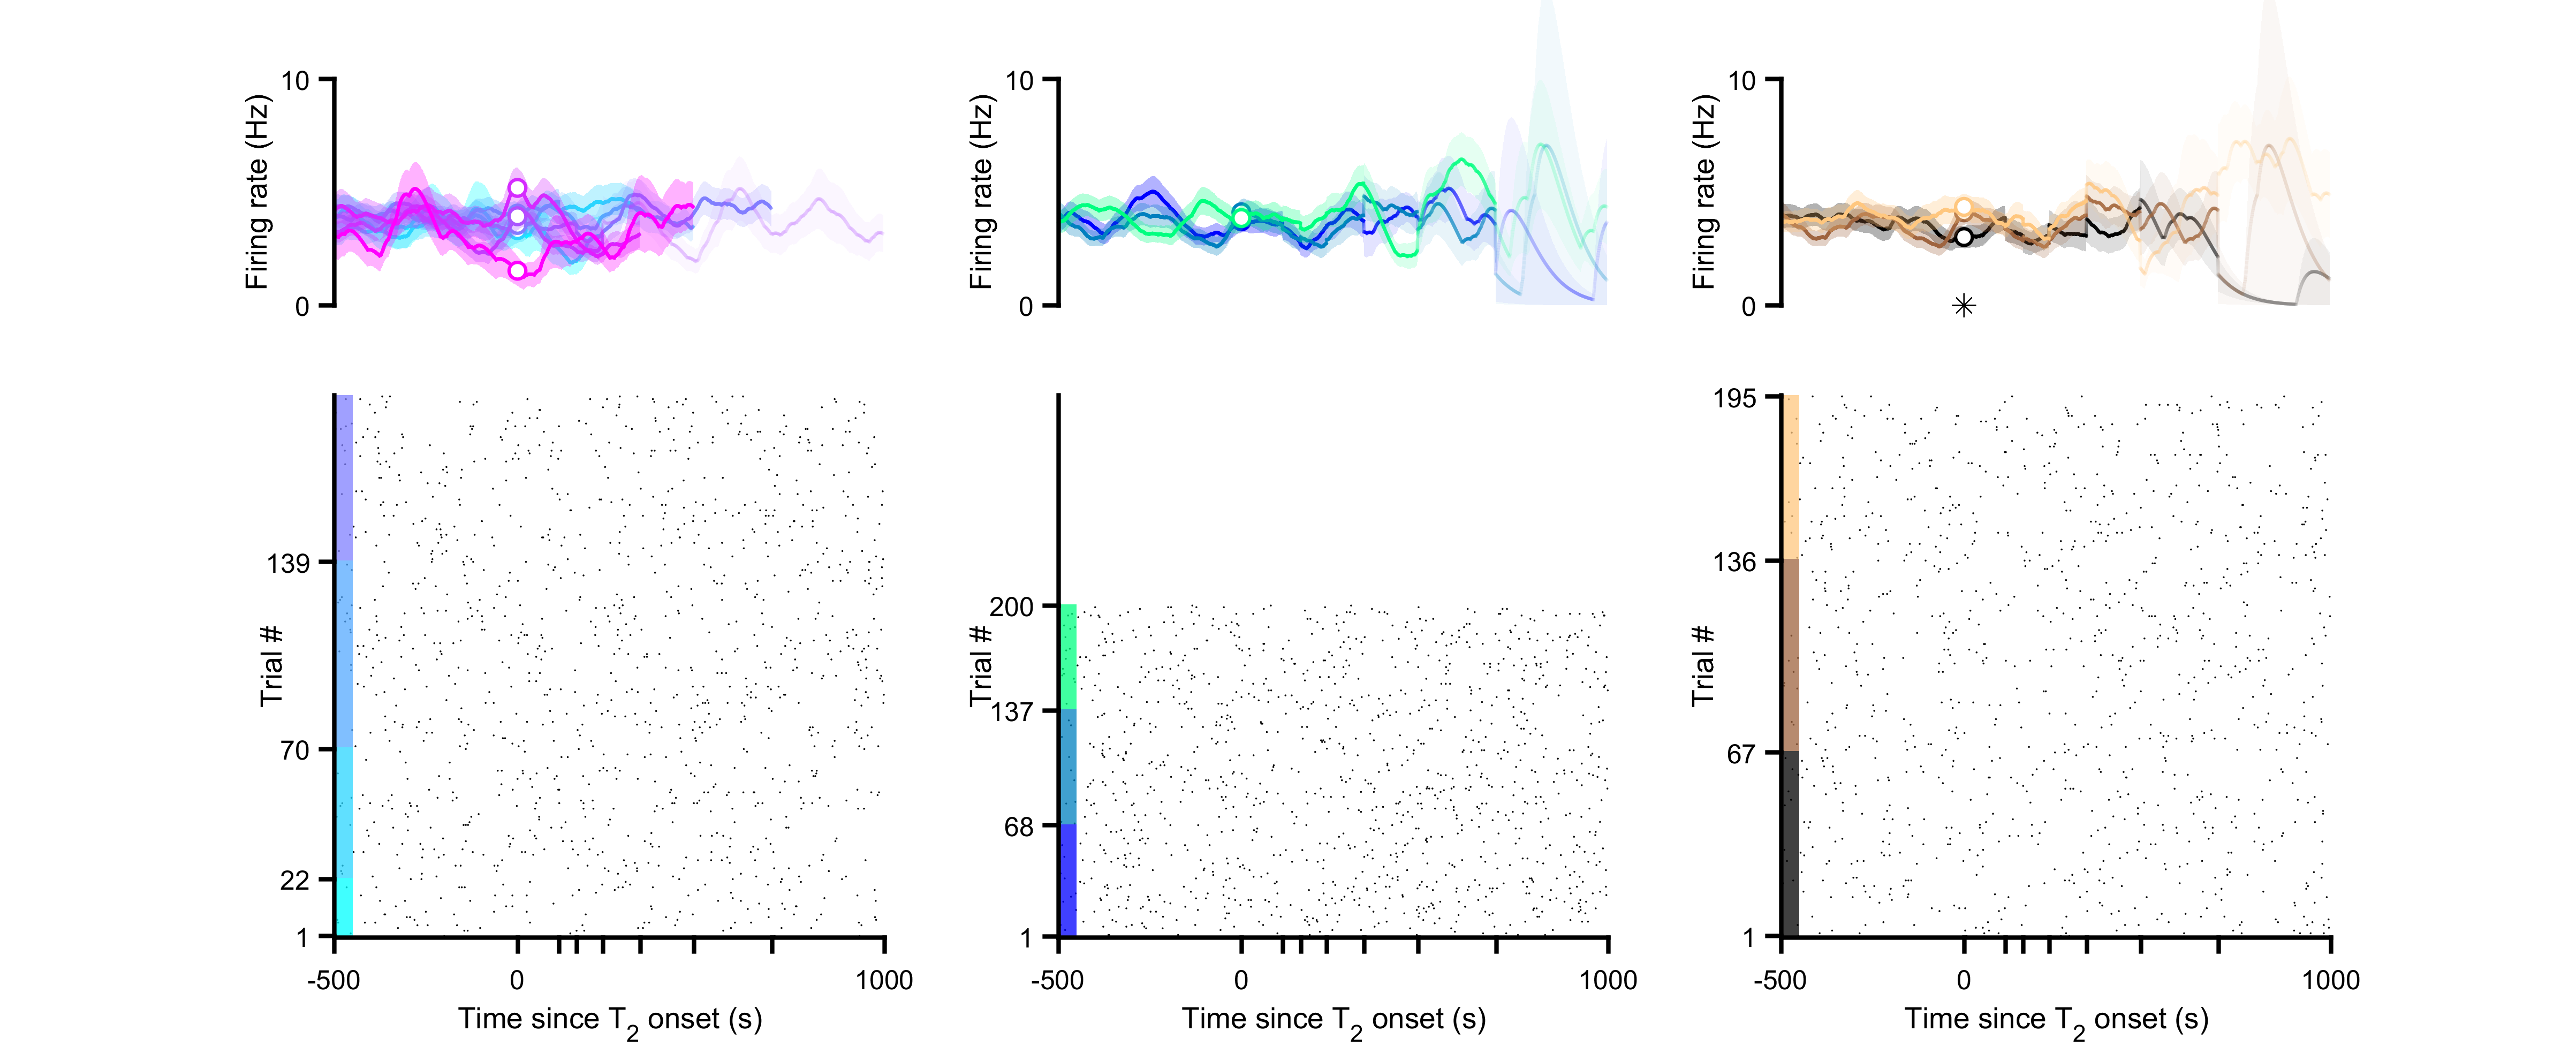 10
Firing rate (Hz)
0
10
Firing rate (Hz)
0
10
Firing rate (Hz)
0
139
70
22
1
Trial #
-500 0 1000
Time since T2 onset (s)
200
137
68
1
Trial #
-500 0 1000
Time since T2 onset (s)
195
136
67
1
Trial #
-500 0 1000
Time since T2 onset (s)